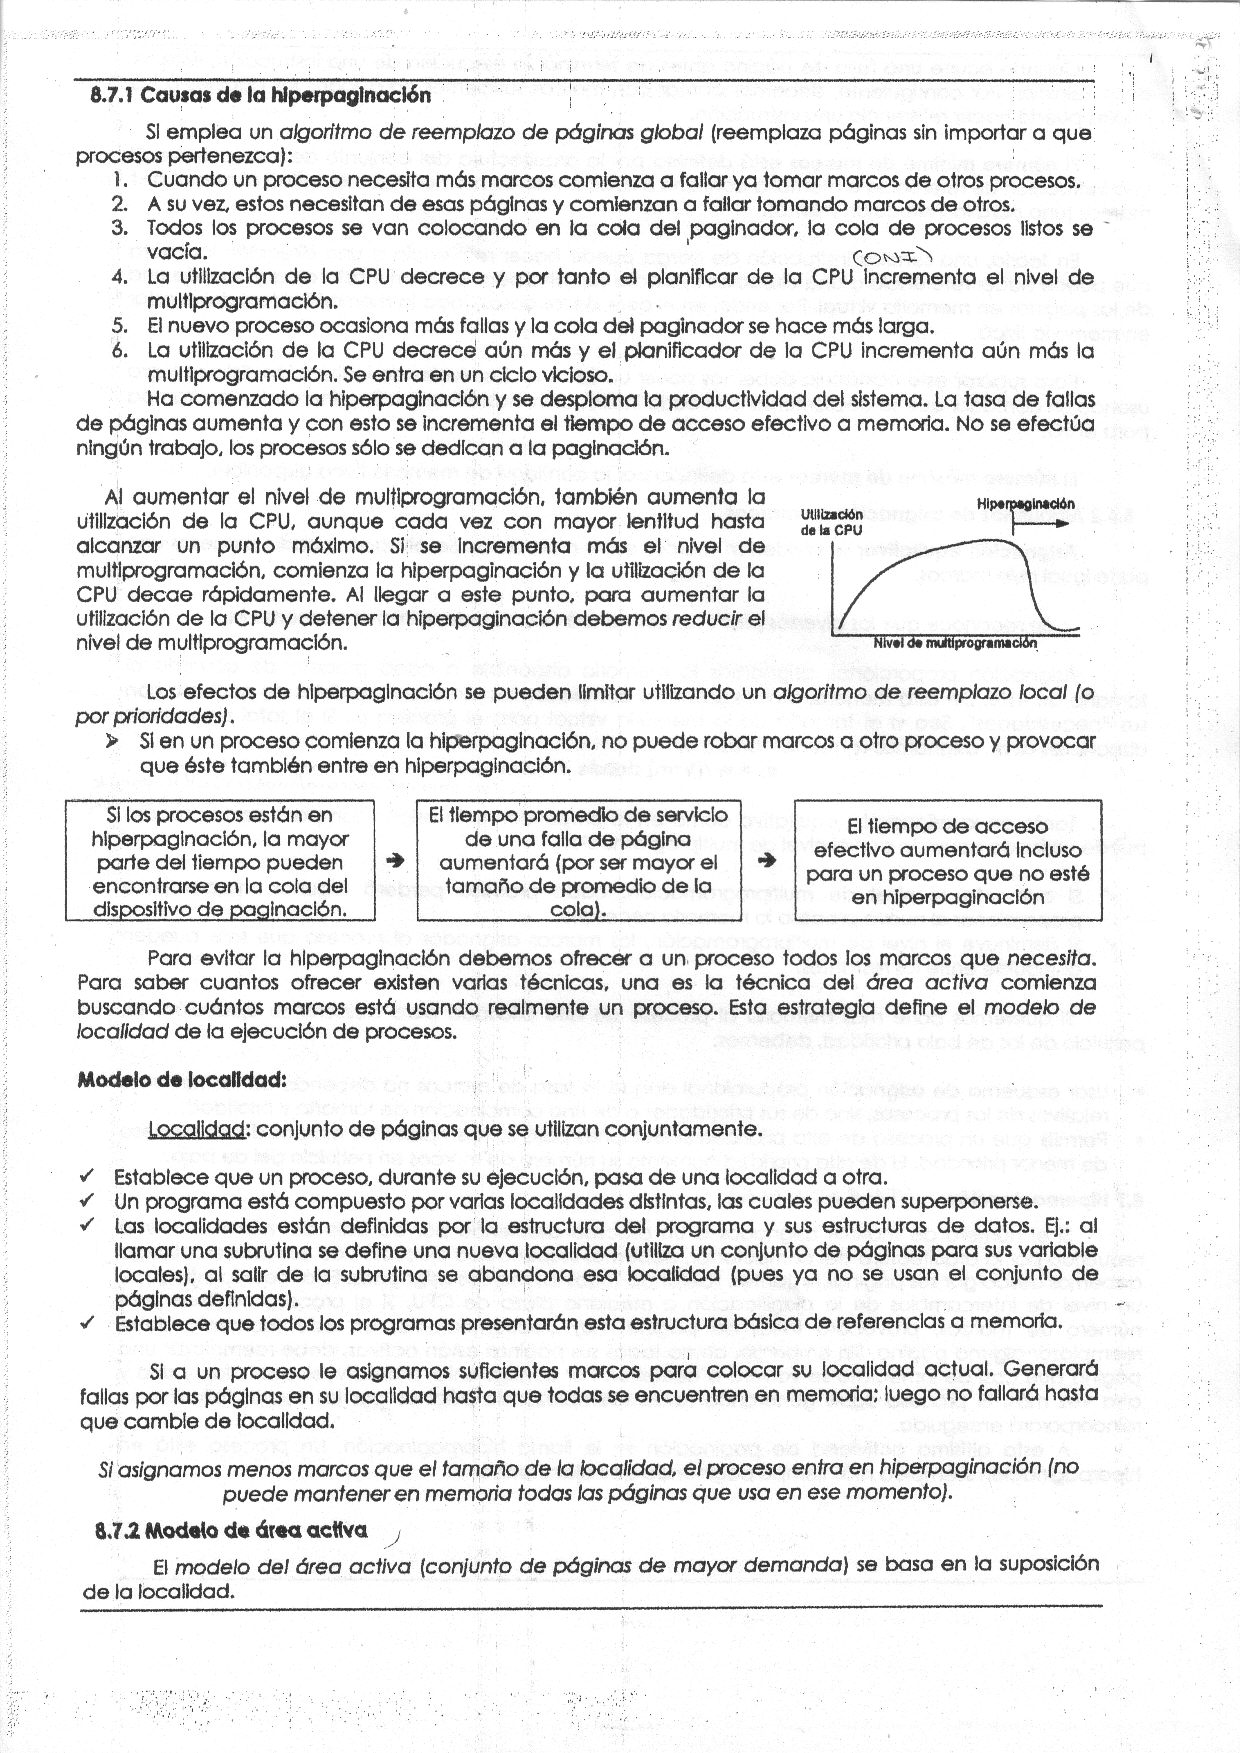 8.7.1 Causas de la hiperpaginación
Si emplea un algoritmo de reemplazo de páginas global (reemplaza páginas sin importar a que
procesos pertenezca):
1. Cuando un proceso necesita más marcos comienza a fallar ya tomar marcos de otros procesos.
2. A su vez, estos necesitan de esas páginas y comienzan a fallar tomando marcos de otros.
3. Todos los procesos se van colocando en la cola del paginador, la cola de procesos listos se
vacía.
4. La utilización de la CPU decrece y por tanto el planificar de la CPU incrementa el nivel de
multiprogramación.
5. El nuevo proceso ocasiona más fallas y la cola del paginador se hace más larga.
6. La utilización de la CPU decrece aún más y el planificador de la CPU incrementa aún más la
multiprogramación. Se entra en un ciclo vicioso.
Ha comenzado la hiperpaginación y se desploma la productividad del sistema. La tasa de fallas
de páginas aumenta y con esto se incrementa el tiempo de acceso efectivo a memoria. No se efectúa
ningún trabajo, los procesos sólo se dedican a la paginación.
Al aumentar el nivel de multiprogramación, también aumenta la
utilización de la CPU, aunque cada vez con mayor lentitud hasta
alcanzar un punto máximo. Si se incrementa más el nivel de
multiprogramación, comienza la hiperpaginación y la utilización de la
CPU decae rápidamente. Al llegar a este punto, para aumentar la
utilización de la CPU y detener la hiperpaginación debemos reducir el
nivel de multiprogramación.
Hiperpaginación
Utilización
de la CPU
Nivel de multiprogramación
Los efectos de hiperpaginación se pueden limitar utilizando un algoritmo de reemplazo local (o
por prioridades).
➢ Si en un proceso comienza la hiperpaginación, no puede robar marcos a otro proceso y provocar
que éste también entre en hiperpaginación.
Si los procesos están en
hiperpaginación, la mayor
parte del tiempo pueden
encontrarse en la cola del
dispositivo de paginación.
➔
El tiempo promedio de servicio
de una falla de página
aumentará (por ser mayor el
tamaño de promedio de la
cola).
➔
El tiempo de acceso
efectivo aumentará incluso
para un proceso que no esté
en hiperpaginación
Para evitar la hiperpaginación debemos ofrecer a un proceso todos los marcos que necesita.
Para saber cuantos ofrecer existen varias técnicas, una es la técnica del área activa comienza
buscando cuántos marcos está usando realmente un proceso. Esta estrategia define el modelo de
localidad de la ejecución de procesos.
Modelo de localidad:
Localidad: conjunto de páginas que se utilizan conjuntamente.
✓ Establece que un proceso, durante su ejecución, pasa de una localidad a otra.
✓ Un programa está compuesto por varias localidades distintas, las cuales pueden superponerse.
✓ Las localidades están definidas por la estructura del programa y sus estructuras de datos. Ej.: al
llamar una subrutina se define una nueva localidad (utiliza un conjunto de páginas para sus variable
locales), al salir de la subrutina se abandona esa localidad (pues ya no se usan el conjunto de
páginas definidas).
✓ Establece que todos los programas presentarán esta estructura básica de referencias a memoria.
Si a un proceso le asignamos suficientes marcos para colocar su localidad actual. Generará
fallas por las páginas en su localidad hasta que todas se encuentren en memoria; luego no fallará hasta
que cambie de localidad.
Si asignamos menos marcos que el tamaño de la localidad, el proceso entra en hiperpaginación (no
puede mantener en memoria todas las páginas que usa en ese momento).
8.7.2 Modelo de área activa
El modelo del área activa (conjunto de páginas de mayor demanda) se basa en la suposición
de la localidad.